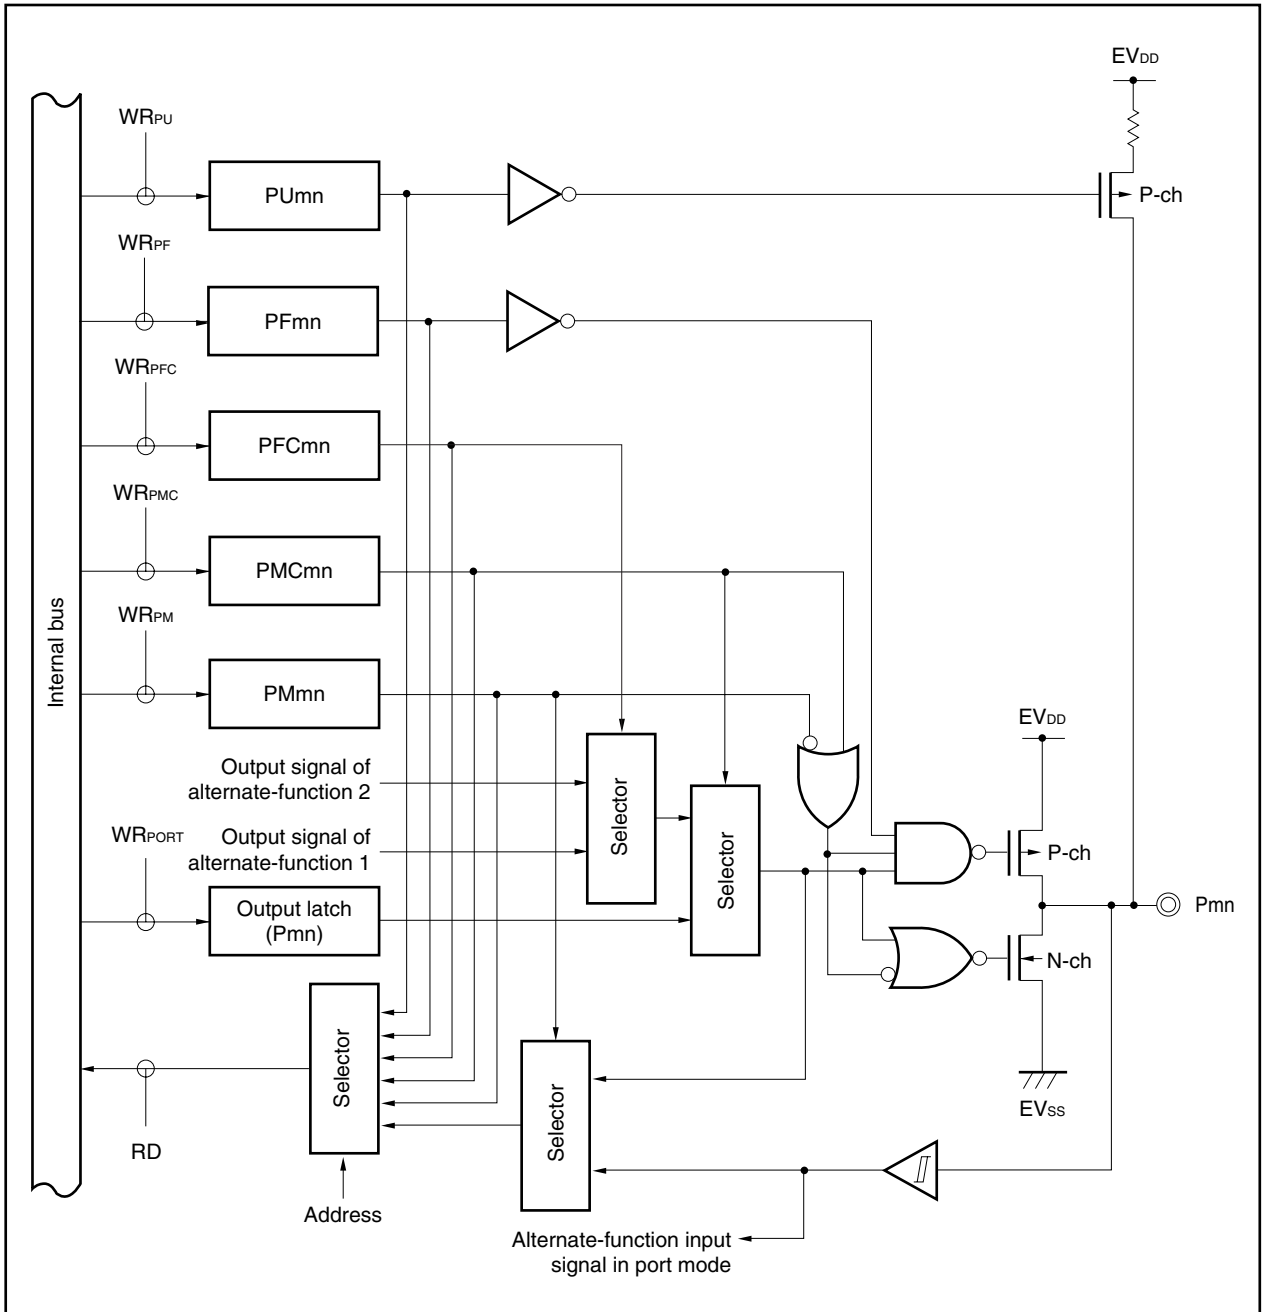 EVDD
WRPU
PUmn
P-ch
WRPF
PFmn
WRPFC
PFCmn
WRPMC
PMCmn
Internal bus
WRPM
PMmn
EVDD
Output signal of
alternate-function 2
Selector
Selector
WRPORT
Output signal of
alternate-function 1
P-ch
Output latch
(Pmn)
Pmn
N-ch
Selector
Selector
EVSS
RD
Address
Alternate-function input
signal in port mode